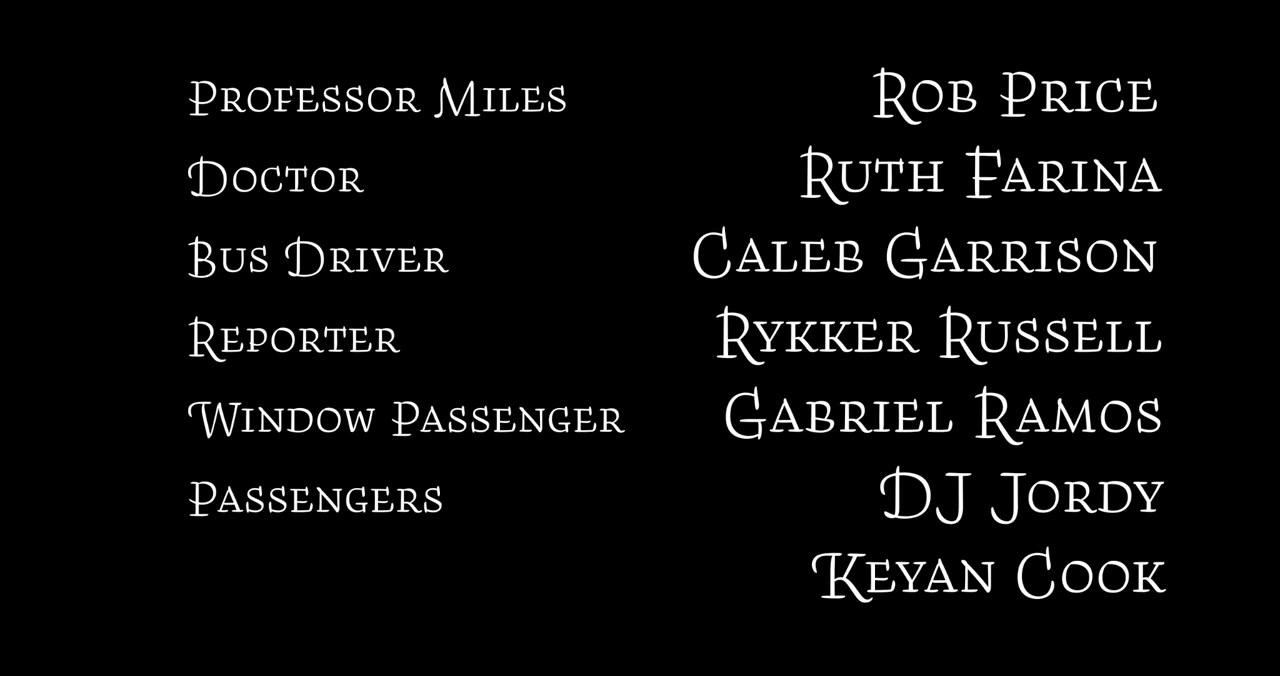 Professor Miles Rob Price
Doctor Ruth Farina
Bus Driver Caleb Garrison
Reporter Rykker Russell
Window Passenger Gabriel Ramos
Passengers DJ Jordy
Keyan Cook